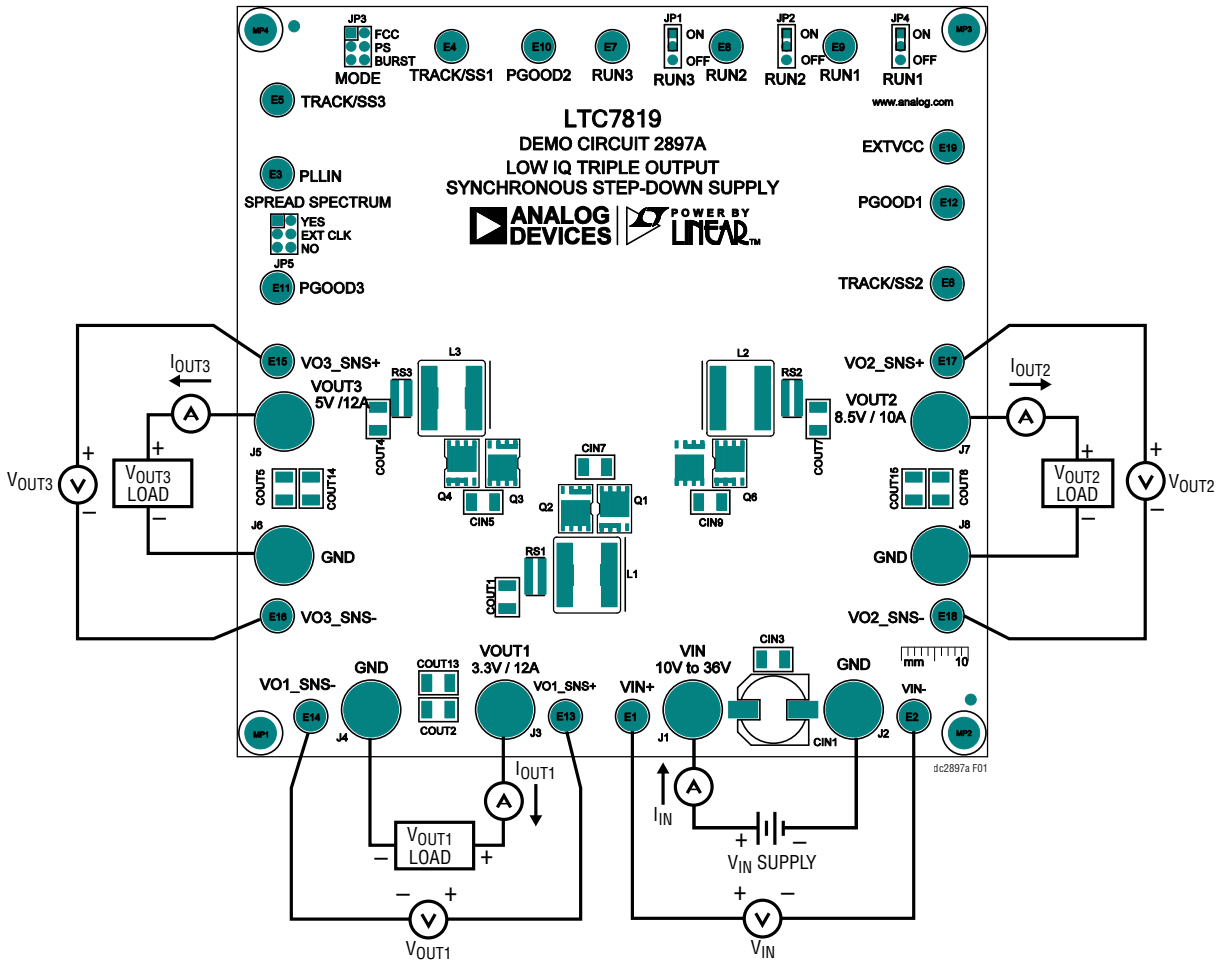 MP4
JP3
FCC
PS
BURST
MODE
E4
TRACK/SS1
E10
PGOOD2
E7
RUN3
JP1
ON
OFF
RUN3
E8
RUN2
JP2
ON
OFF
RUN2
E9
RUN1
JP4
ON
OFF
RUN1
MP3
www.analog.com
E5
TRACK/SS3
LTC7819
DEMO CIRCUIT 2897A
LOW IQ TRIPLE OUTPUT
SYNCHRONOUS STEP-DOWN SUPPLY
ANALOG
DEVICES
POWER BY
LINEAR™
EXTVCC
E19
E3
PLLIN
PGOOD1
E12
SPREAD SPECTRUM
YES
EXT CLK
NO
JP5
E11
PGOOD3
TRACK/SS2
E6
E15
VO3_SNS+
IOUT3
A
VOUT3
5V /12A
J5
+
VOUT3
LOAD
–
VOUT3
+
V
–
COUT5
COUT14
J6
GND
E16
VO3_SNS-
L3
RS3
COUT4
Q4
Q3
CIN5
CIN7
Q2
Q1
RS1
L1
COUT1
L2
RS2
COUT7
Q6
CIN9
VO2_SNS+
E17
IOUT2
A
VOUT2
8.5V / 10A
J7
+
VOUT2
LOAD
–
+
V
–
VOUT2
COUT15
COUT8
J8
GND
VO2_SNS-
E18
mm
10
VO1_SNS-
E14
GND
J4
COUT13
COUT2
VOUT1
3.3V / 12A
J3
VO1_SNS+
E13
VIN+
E1
VIN
10V to 36V
J1
CIN3
CIN1
GND
J2
VIN-
E2
MP1
MP2
dc2897a F01
IOUT1
A
VOUT1
LOAD
–
+
–
+
V
VOUT1
IIN
A
+
–
VIN SUPPLY
+
–
V
VIN